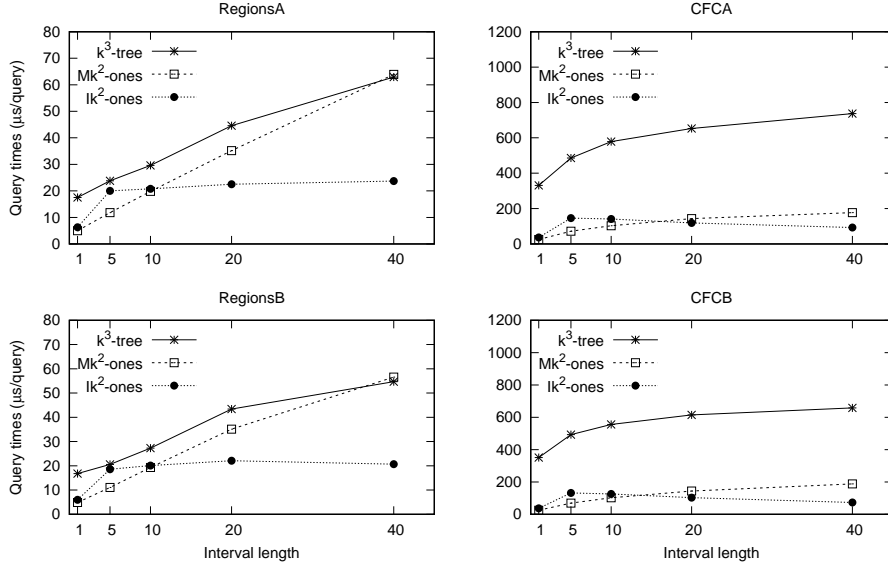 RegionsA
Query times (μs/query)
80
70
60
50
40
30
20
10
0
k³-tree
Mk²-ones
Ik²-ones
1 5 10 20 40
CFCA
1200
1000
800
600
400
200
0
k³-tree
Mk²-ones
Ik²-ones
1 5 10 20 40
RegionsB
Query times (μs/query)
80
70
60
50
40
30
20
10
0
k³-tree
Mk²-ones
Ik²-ones
1 5 10 20 40
Interval length
CFCB
1200
1000
800
600
400
200
0
k³-tree
Mk²-ones
Ik²-ones
1 5 10 20 40
Interval length